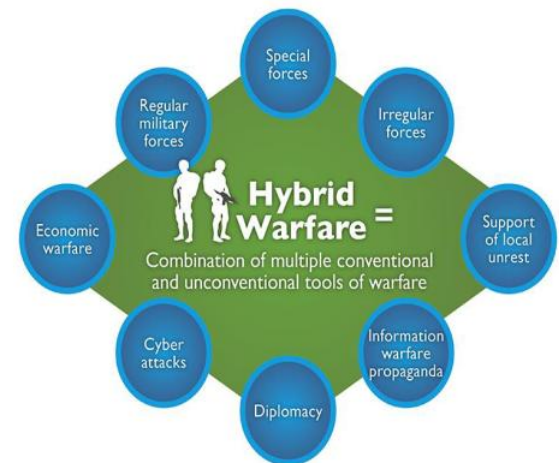 Special
forces
Regular
military
forces
Irregular
forces
Hybrid
Warfare =
Economic
warfare
Support
of local
unrest
Combination of multiple conventional
and unconventional tools of warfare
Cyber
attacks
Information
warfare
propaganda
Diplomacy